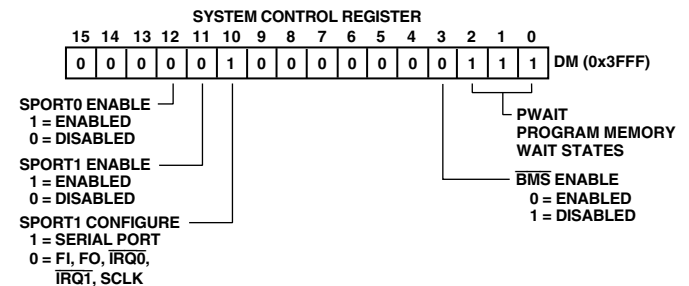 SYSTEM CONTROL REGISTER
15 14 13 12 11 10 9 8 7 6 5 4 3 2 1 0
0 0 0 0 0 1 0 0 0 0 0 0 0 1 1 1 DM (0x3FFF)
SPORT0 ENABLE
1 = ENABLED
0 = DISABLED
SPORT1 ENABLE
1 = ENABLED
0 = DISABLED
SPORT1 CONFIGURE
1 = SERIAL PORT
0 = FI, FO, IRQ0,
IRQ1, SCLK
PWAIT
PROGRAM MEMORY
WAIT STATES
BMS ENABLE
0 = ENABLED
1 = DISABLED